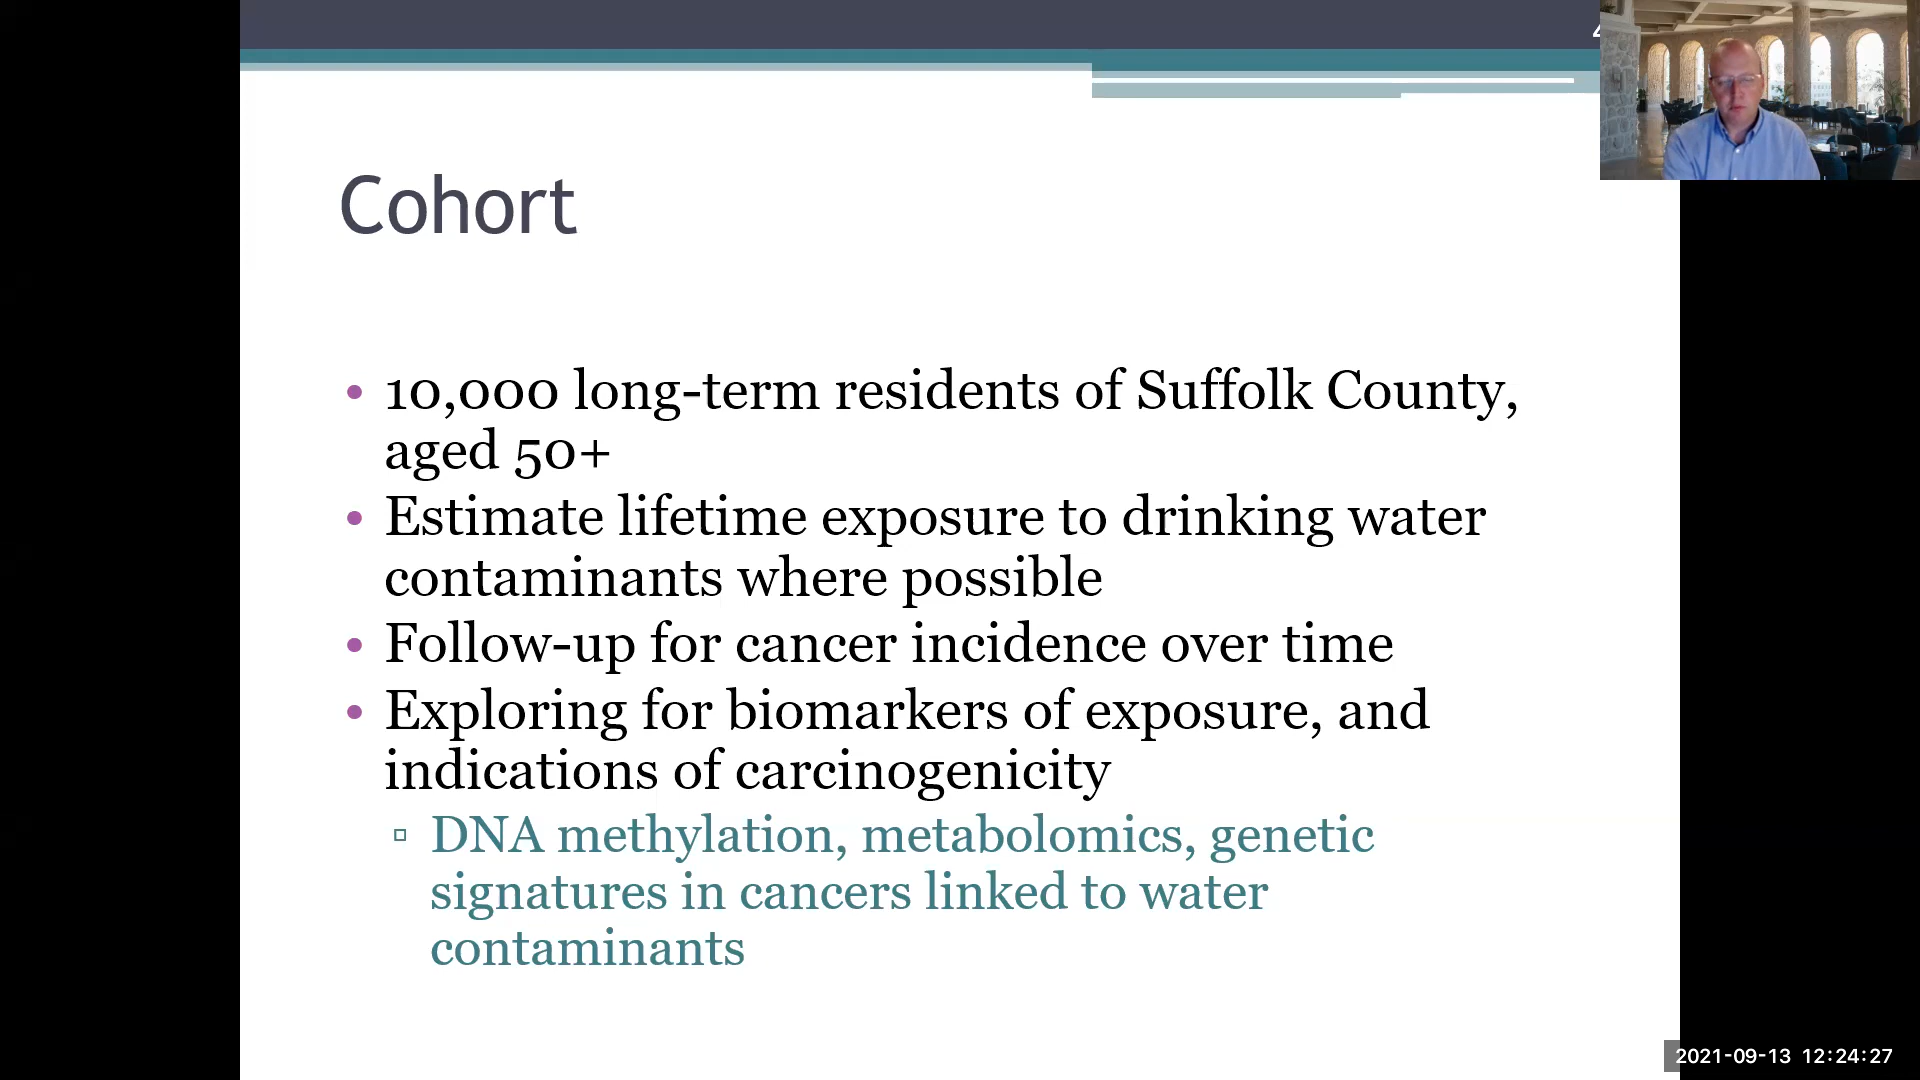 Cohort
• 10,000 long-term residents of Suffolk County,
aged 50+
• Estimate lifetime exposure to drinking water
contaminants where possible
• Follow-up for cancer incidence over time
• Exploring for biomarkers of exposure, and
indications of carcinogenicity
▫ DNA methylation, metabolomics, genetic
signatures in cancers linked to water
contaminants
2021-09-13 12:24:27